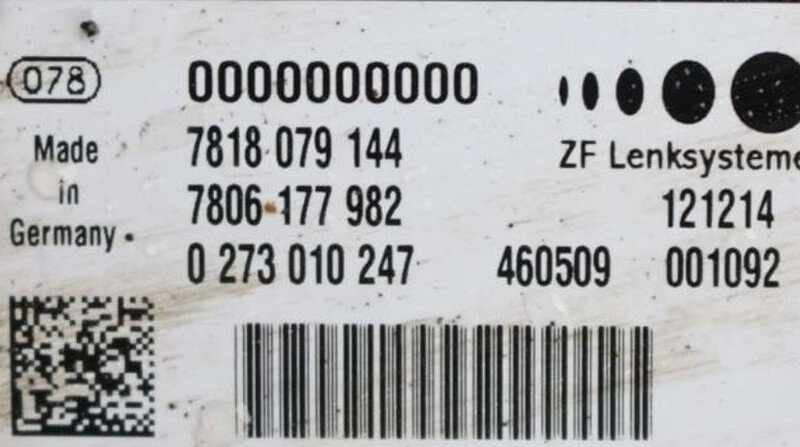 078
0000000000
Made
in
Germany
7818 079 144
7806 177 982
0 273 010 247
ZF Lenksysteme
121214
460509 001092